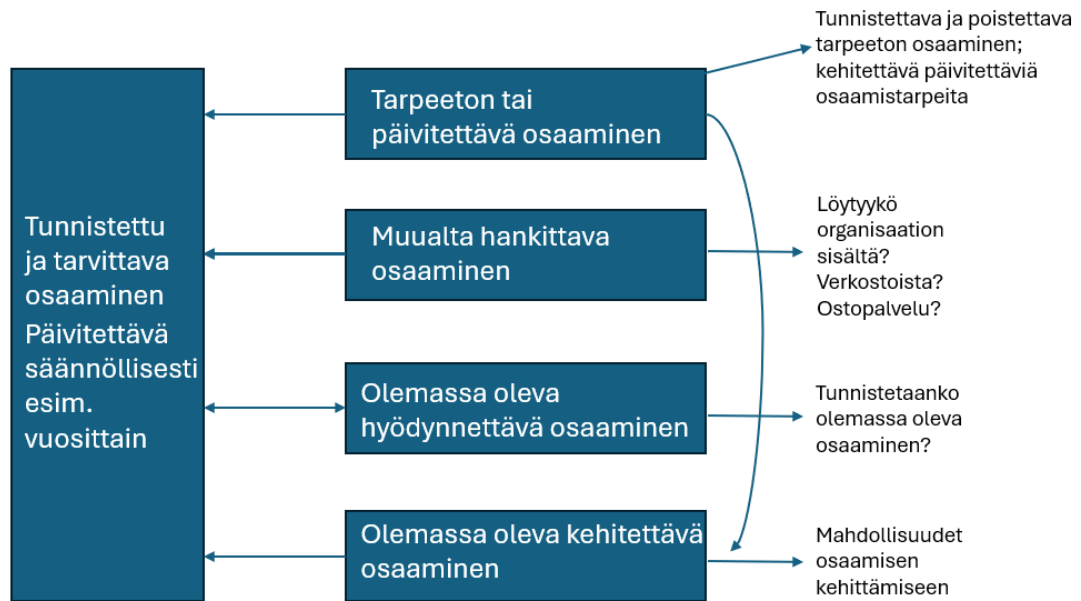 Tunnistettu
ja tarvittava
osaaminen
Päivitettävä
säännöllisesti
esim.
vuosittain
Tarpeeton tai
päivitettävä osaaminen
Tunnistettava ja poistettava
tarpeeton osaaminen;
kehitettävä päivitettäviä
osaamistarpeita
Muualta hankittava
osaaminen
Löytyykö
organisaation
sisältä?
Verkostoista?
Ostopalvelu?
Olemassa oleva
hyödynnettävä osaaminen
Tunnistetaanko
olemassa oleva
osaaminen?
Olemassa oleva kehitettävä
osaaminen
Mahdollisuudet
osaamisen
kehittämiseen